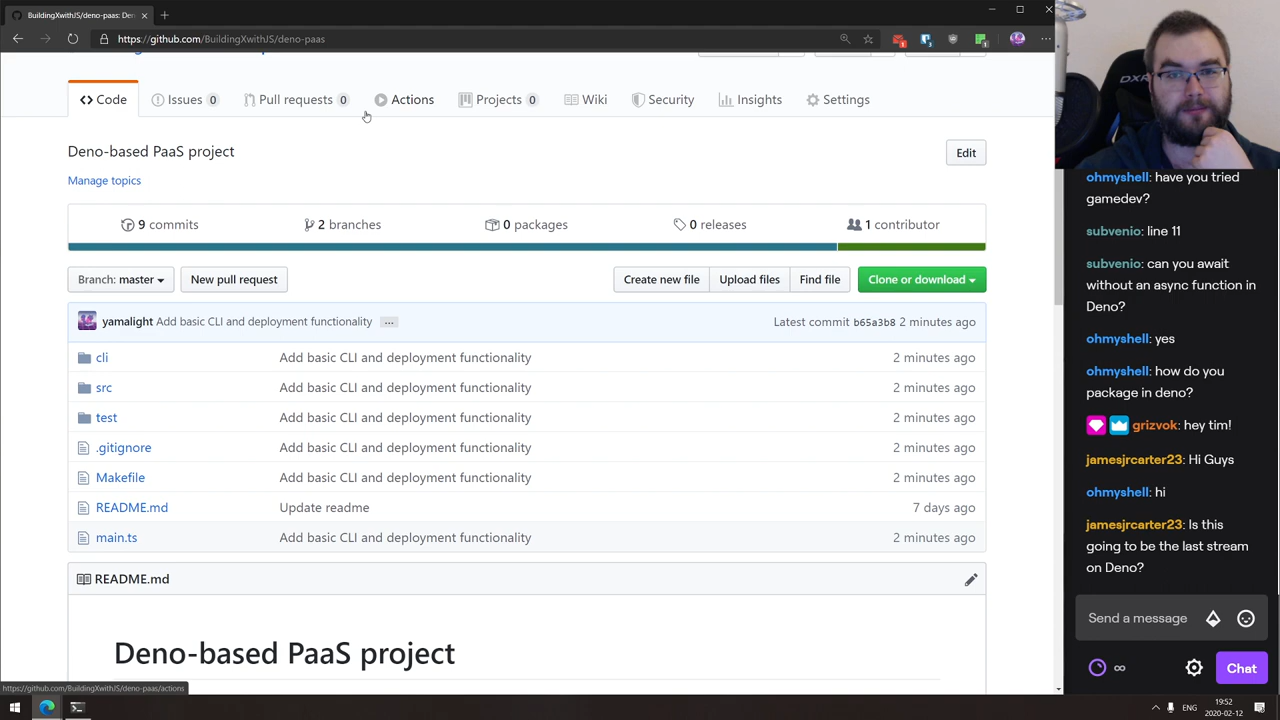 BuildingXwithJS/deno-paas: Den
https://github.com/BuildingXwithJS/deno-paas
Code
Issues 0
Pull requests 0
Actions
Projects 0
Wiki
Security
Insights
Settings
Deno-based PaaS project
Edit
Manage topics
9 commits
2 branches
0 packages
0 releases
1 contributor
Branch: master
New pull request
Create new file
Upload files
Find file
Clone or download
yamalight Add basic CLI and deployment functionality ...
Latest commit b65a3b8 2 minutes ago
cli Add basic CLI and deployment functionality 2 minutes ago
src Add basic CLI and deployment functionality 2 minutes ago
test Add basic CLI and deployment functionality 2 minutes ago
.gitignore Add basic CLI and deployment functionality 2 minutes ago
Makefile Add basic CLI and deployment functionality 2 minutes ago
README.md Update readme 7 days ago
main.ts Add basic CLI and deployment functionality 2 minutes ago
README.md
Deno-based PaaS project
https://github.com/BuildingXwithJS/deno-paas/actions
DXR
ohmyshell: have you tried
gamedev?
subvenio: line 11
subvenio: can you await
without an async function in
Deno?
ohmyshell: yes
ohmyshell: how do you
package in deno?
grizvok: hey tim!
jamesjrcarter23: Hi Guys
ohmyshell: hi
jamesjrcarter23: Is this
going to be the last stream
on Deno?
Send a message
∞
Chat
ENG
19:52
2020-02-12